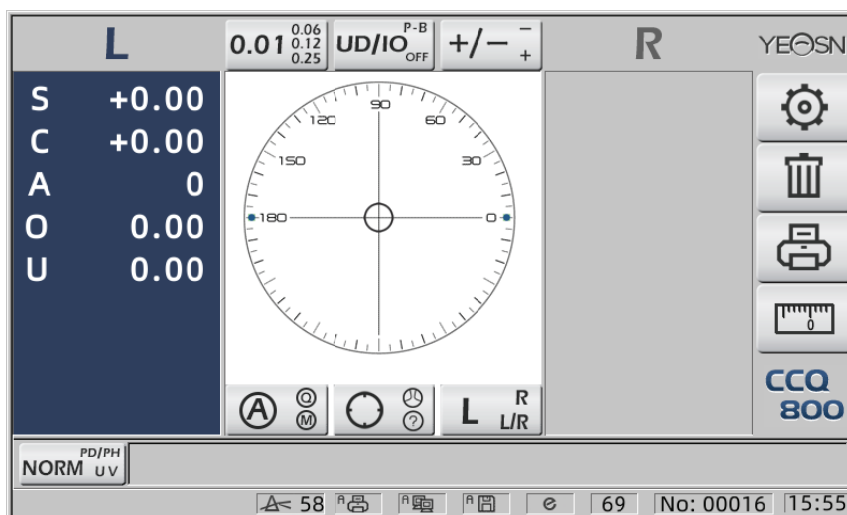 L
0.01 0.06 0.12 0.25
UD/IO P-B OFF
+/− − +
R
YEOSN
S +0.00
C +0.00
A 0
O 0.00
U 0.00
90
120 60
150 30
180 0
0
A Q M
?
L R L/R
CCQ
800
NORM PD/PH UV
58 A A A e 69 No: 00016 15:55